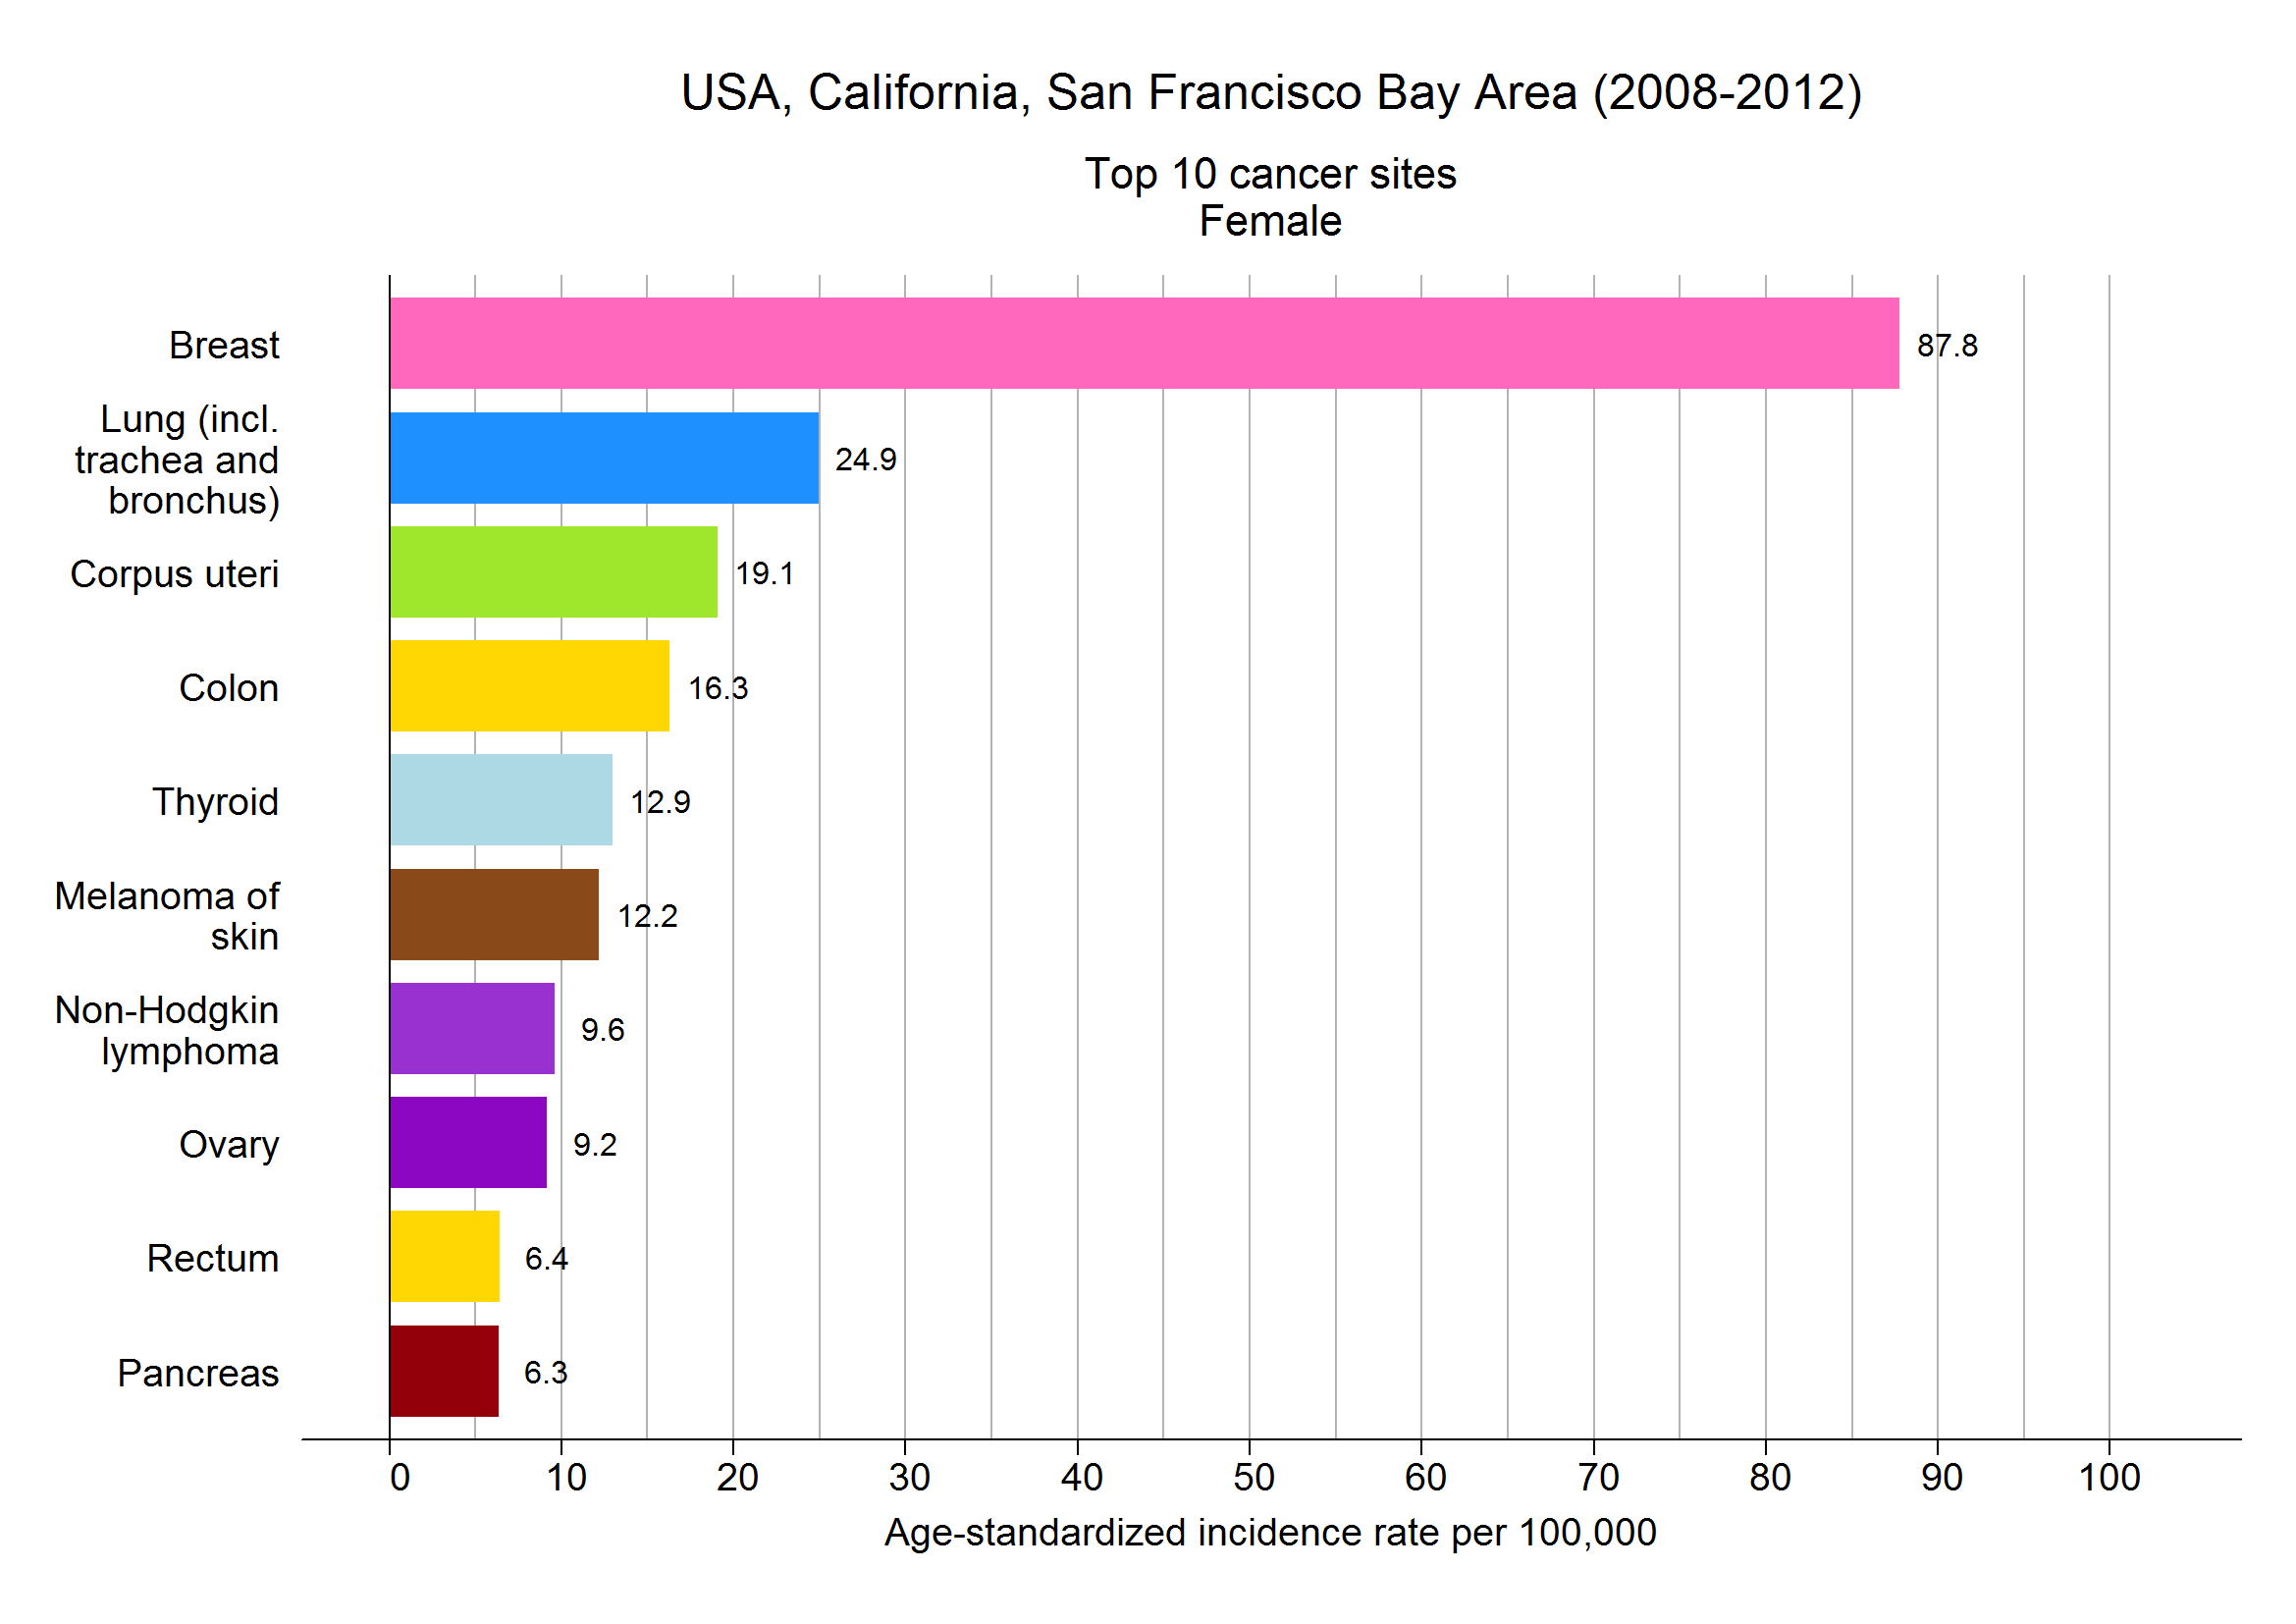 USA, California, San Francisco Bay Area (2008-2012)
Top 10 cancer sites
Female
Breast
87.8
Lung (incl.
trachea and
bronchus)
24.9
Corpus uteri
19.1
Colon
16.3
Thyroid
12.9
Melanoma of
skin
12.2
Non-Hodgkin
lymphoma
9.6
Ovary
9.2
Rectum
6.4
Pancreas
6.3
0 10 20 30 40 50 60 70 80 90 100
Age-standardized incidence rate per 100,000